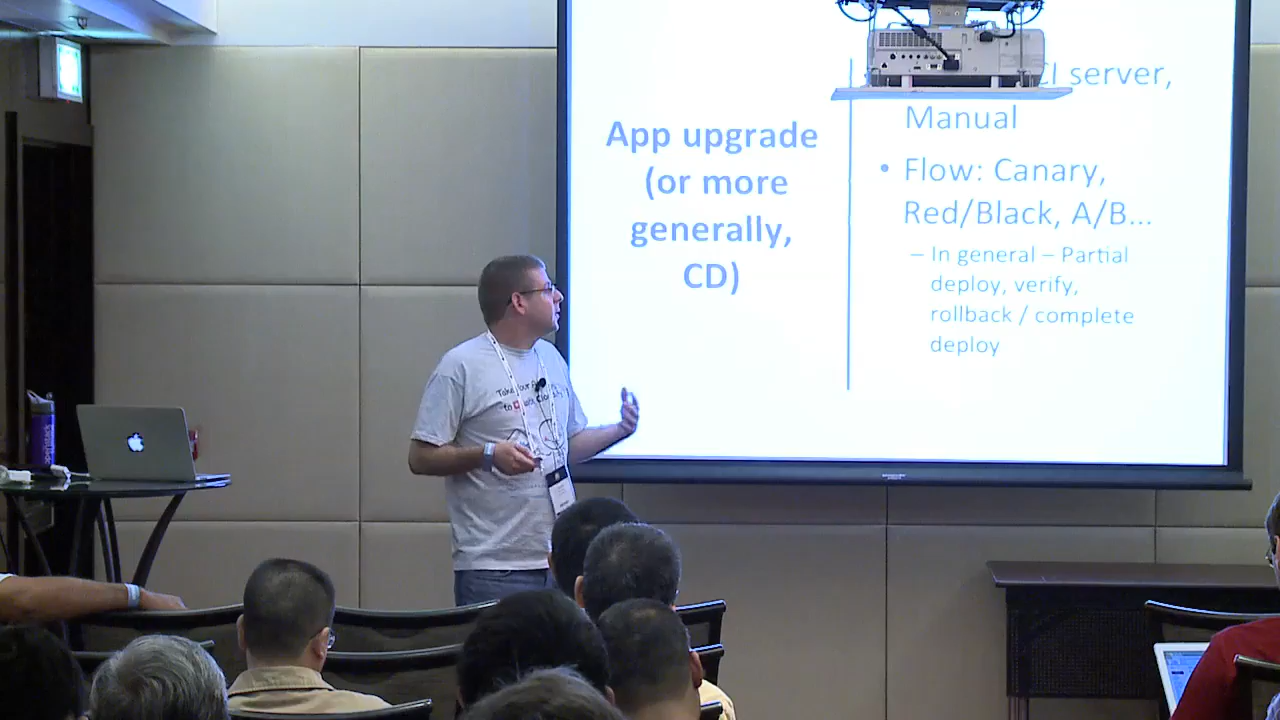 App upgrade
(or more
generally,
CD)
CI server,
Manual
• Flow: Canary,
Red/Black, A/B...
– In general – Partial
deploy, verify,
rollback / complete
deploy